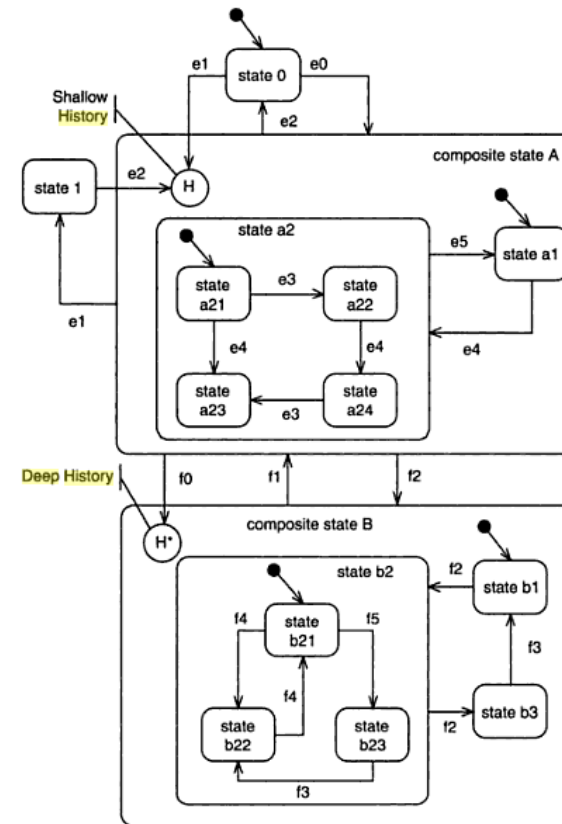 e1
state 0
e0
Shallow
History
e2
composite state A
state 1
e2
H
state a2
e5
state a1
state
a21
e3
state
a22
e4
e4
e4
e1
state
a23
e3
state
a24
Deep History
f0
f1
f2
composite state B
H*
state b2
f2
state b1
f4
state
b21
f5
f3
f4
state
b22
state
b23
f2
state b3
f3